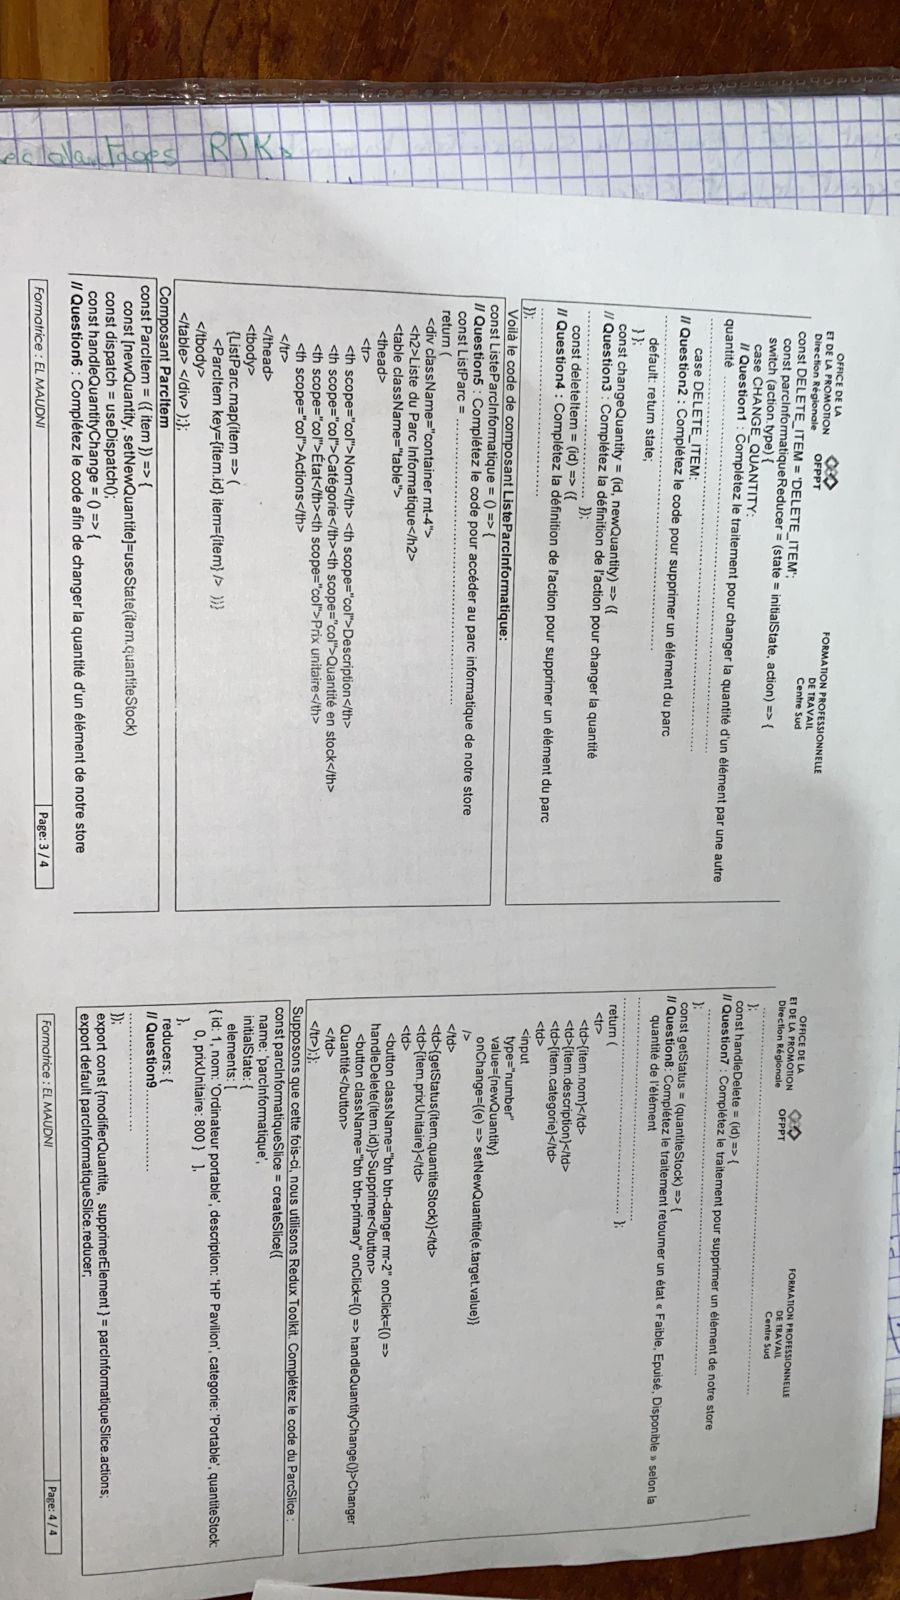 OFFICE DE LA
ET DE LA PROMOTION
Direction Régionale
OFPPT
FORMATION PROFESSIONNELLE
DE TRAVAIL
Centre Sud
const DELETE_ITEM = 'DELETE_ITEM';
const parcInformatiqueReducer = (state = initialState, action) => {
switch (action.type) {
case CHANGE_QUANTITY:
// Question1 : Complétez le traitement pour changer la quantité d'un élément par une autre
quantité ..........
..........
case DELETE_ITEM:
// Question2 : Complétez le code pour supprimer un élément du parc
..........
default: return state;
} };
const changeQuantity = (id, newQuantity) => ({
// Question3 : Complétez la définition de l'action pour changer la quantité
.......... });
const deleteItem = (id) => ({
// Question4 : Complétez la définition de l'action pour supprimer un élément du parc
..........
});
Voilà le code de composant ListeParcInformatique:
const ListeParcInformatique = () => {
// Question5 : Complétez le code pour accéder au parc informatique de notre store
const ListParc = ..........
return (
<div className="container mt-4">
<h2>Liste du Parc Informatique</h2>
<table className="table">
<thead>
<tr>
<th scope="col">Nom</th> <th scope="col">Description</th>
<th scope="col">Catégorie</th><th scope="col">Quantité en stock</th>
<th scope="col">État</th><th scope="col">Prix unitaire</th>
<th scope="col">Actions</th>
</tr>
</thead>
<tbody>
{ListParc.map(item => (
<ParcItem key={item.id} item={item} /> ))}
</tbody>
</table> </div> );};
Composant ParcItem
const ParcItem = ({ item }) => {
const [newQuantity, setNewQuantite]=useState(item.quantiteStock)
const dispatch = useDispatch();
const handleQuantityChange = () => {
// Question6 : Complétez le code afin de changer la quantité d'un élément de notre store
Formatrice : EL MAUDNI
Page: 3 / 4
OFFICE DE LA
ET DE LA PROMOTION
Direction Régionale
OFPPT
FORMATION PROFESSIONNELLE
DE TRAVAIL
Centre Sud
..........
};
const handleDelete = (id) => {
// Question7 : Complétez le traitement pour supprimer un élément de notre store
..........
};
const getStatus = (quantiteStock) => {
// Question8: Complétez le traitement retourner un état « Faible, Epuisé, Disponible » selon la
quantité de l'élément
..........
.......... };
return (
<tr>
<td>{item.nom}</td>
<td>{item.description}</td>
<td>{item.categorie}</td>
<td>
<input
type="number"
value={newQuantity}
onChange={(e) => setNewQuantite(e.target.value)}
/>
</td>
<td>{getStatus(item.quantiteStock)}</td>
<td>{item.prixUnitaire}</td>
<td>
<button className="btn btn-danger mr-2" onClick={() =>
handleDelete(item.id)}>Supprimer</button>
<button className="btn btn-primary" onClick={() => handleQuantityChange()}>Changer
Quantité</button>
</td>
</tr>);};
Supposons que cette fois-ci, nous utilisons Redux Toolkit. Complétez le code du ParcSlice :
const parcInformatiqueSlice = createSlice({
name: 'parcInformatique',
initialState: {
elements: [
{ id: 1, nom: 'Ordinateur portable', description: 'HP Pavilion', categorie: 'Portable', quantiteStock:
0, prixUnitaire: 800 } ],
},
reducers: {
// Question9..........
..........
});
export const {modifierQuantite, supprimerElement } = parcInformatiqueSlice.actions;
export default parcInformatiqueSlice.reducer;
Formatrice : EL MAUDNI
Page: 4 / 4
RTK